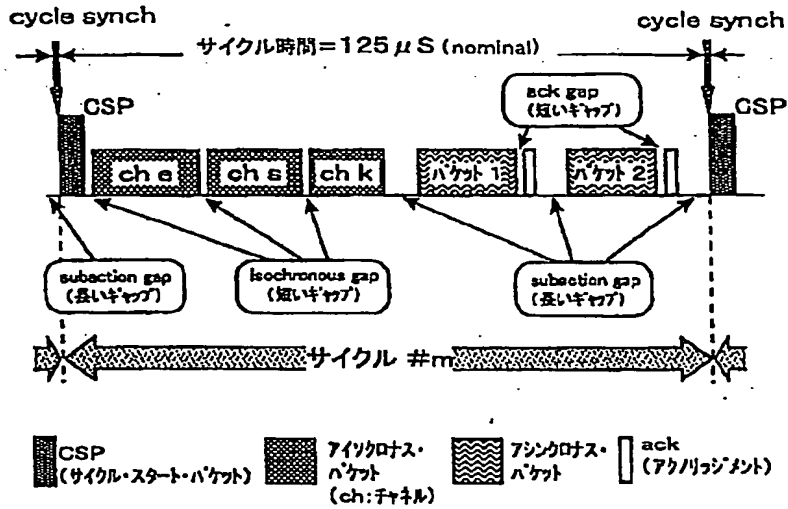 cycle synch
cycle synch
サイクル時間=125μS (nominal)
CSP
ack gap
(短いギャップ)
CSP
ch e
ch s
ch k
パケット 1
パケット 2
subaction gap
(長いギャップ)
isochronous gap
(短いギャップ)
subaction gap
(長いギャップ)
サイクル #m
CSP
(サイクル・スタート・パケット)
アイソクロナス・
パケット
(ch:チャネル)
アシンクロナス・
パケット
ack
(アクノリッジメント)